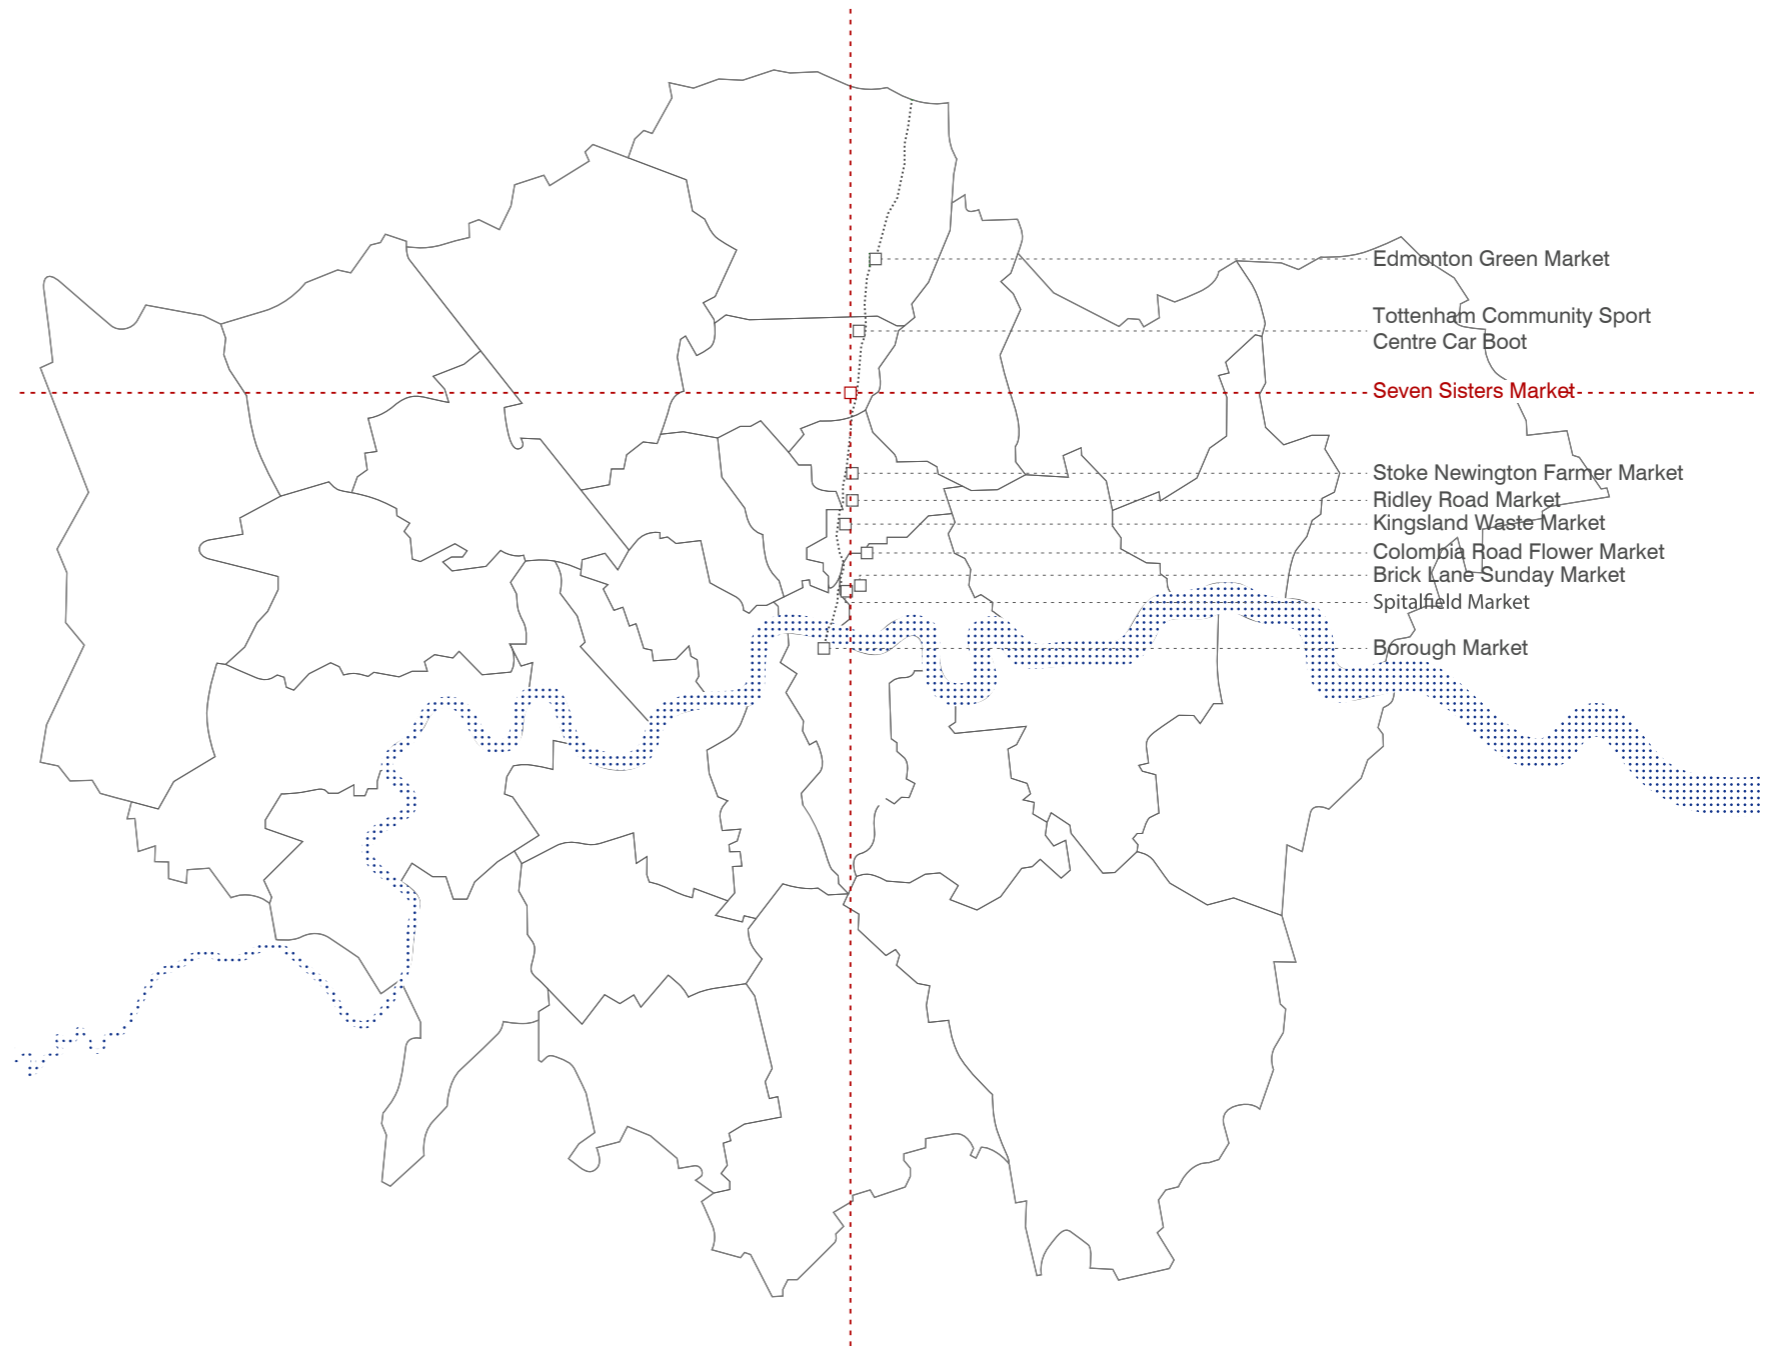 Edmonton Green Market
Tottenham Community Sport
Centre Car Boot
Seven Sisters Market
Stoke Newington Farmer Market
Ridley Road Market
Kingsland Waste Market
Colombia Road Flower Market
Brick Lane Sunday Market
Spitalfield Market
Borough Market